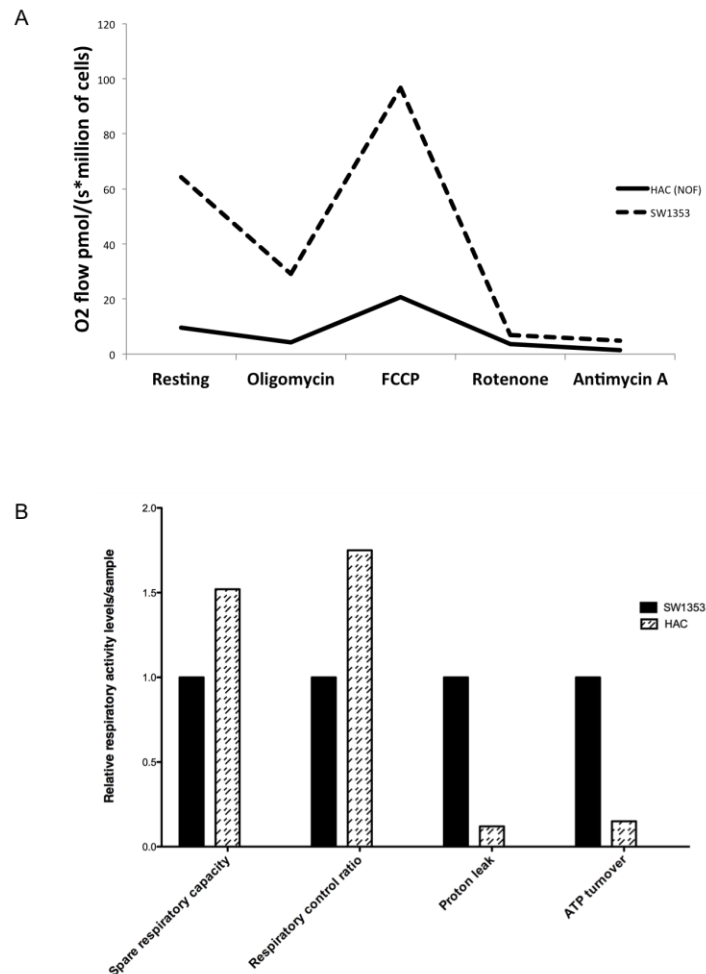 A
O2 flow pmol/(s*million of cells)
120
100
80
60
40
20
0
Resting
Oligomycin
FCCP
Rotenone
Antimycin A
HAC (NOF)
SW1353
B
Relative respiratory activity levels/sample
2.0
1.5
1.0
0.5
0.0
Spare respiratory capacity
Respiratory control ratio
Proton leak
ATP turnover
SW1353
HAC